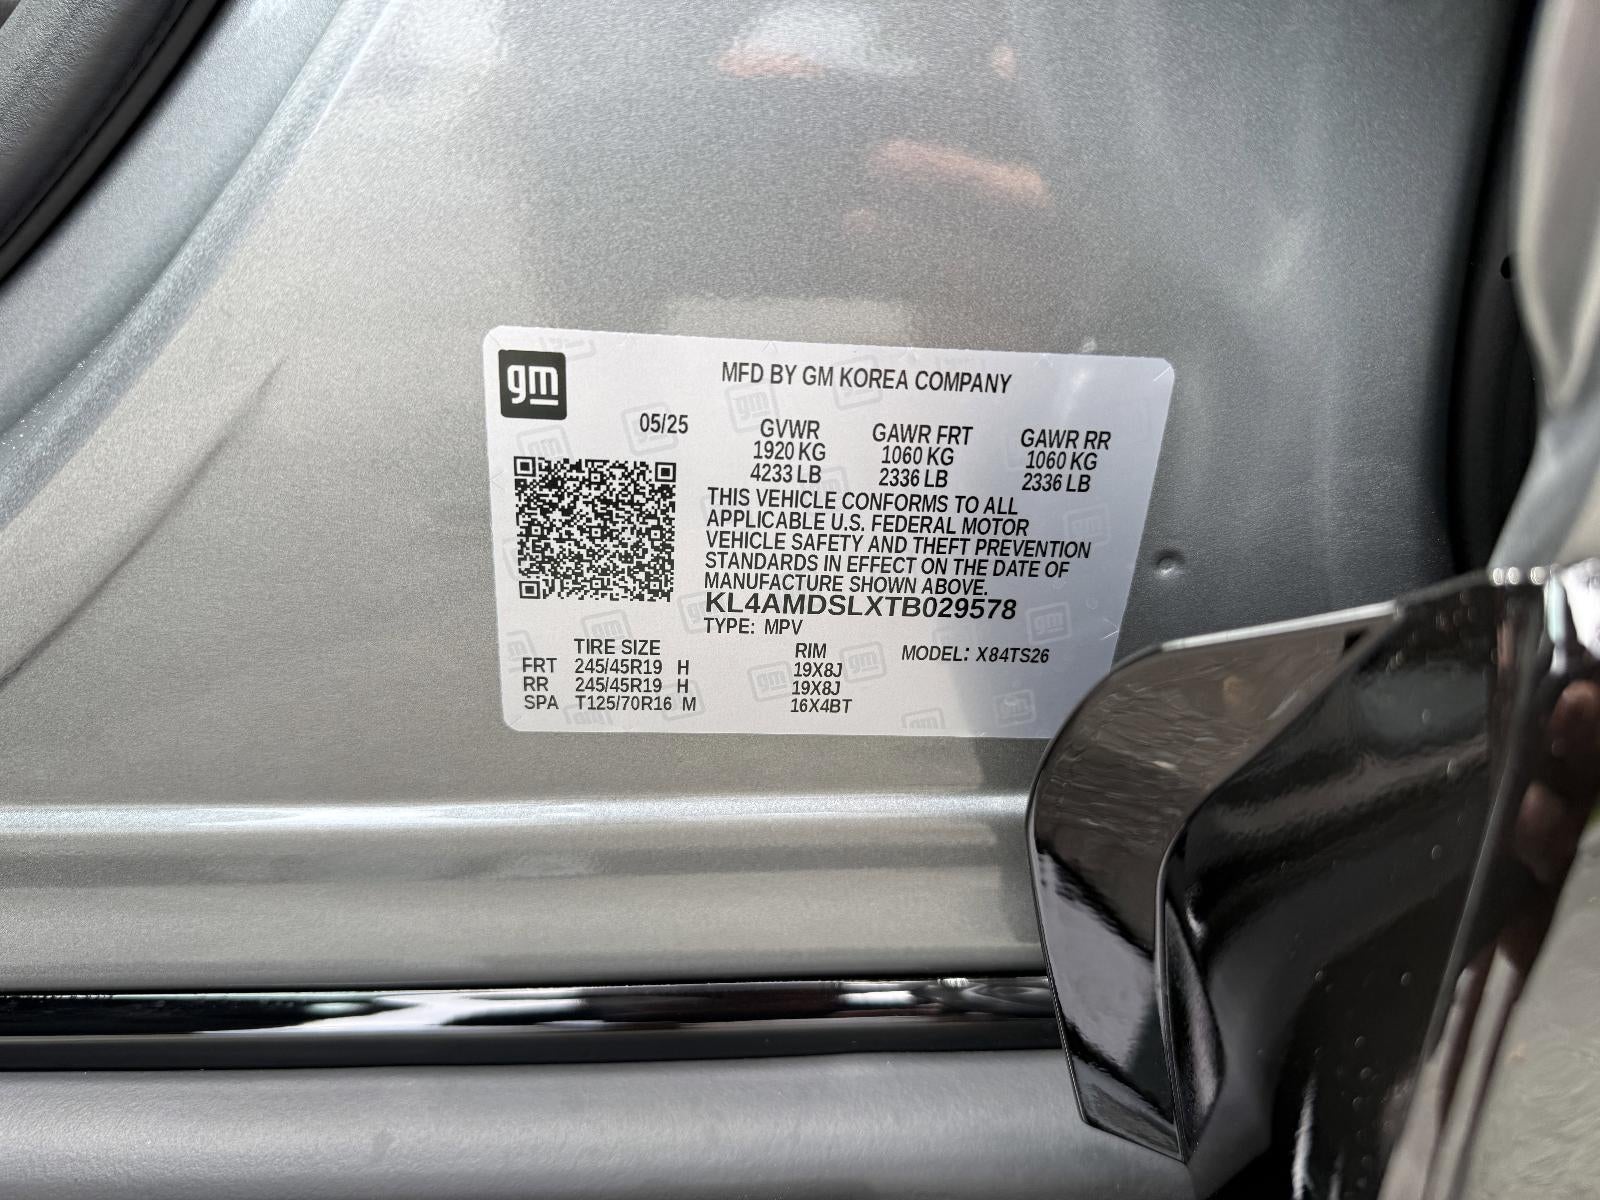 gm
MFD BY GM KOREA COMPANY
05/25
GVWR GAWR FRT GAWR RR
1920 KG 1060 KG 1060 KG
4233 LB 2336 LB 2336 LB
THIS VEHICLE CONFORMS TO ALL
APPLICABLE U.S. FEDERAL MOTOR
VEHICLE SAFETY AND THEFT PREVENTION
STANDARDS IN EFFECT ON THE DATE OF
MANUFACTURE SHOWN ABOVE.
KL4AMDSLXTB029578
TYPE: MPV
MODEL: X84TS26
TIRE SIZE RIM
FRT 245/45R19 H 19X8J
RR 245/45R19 H 19X8J
SPA T125/70R16 M 16X4BT